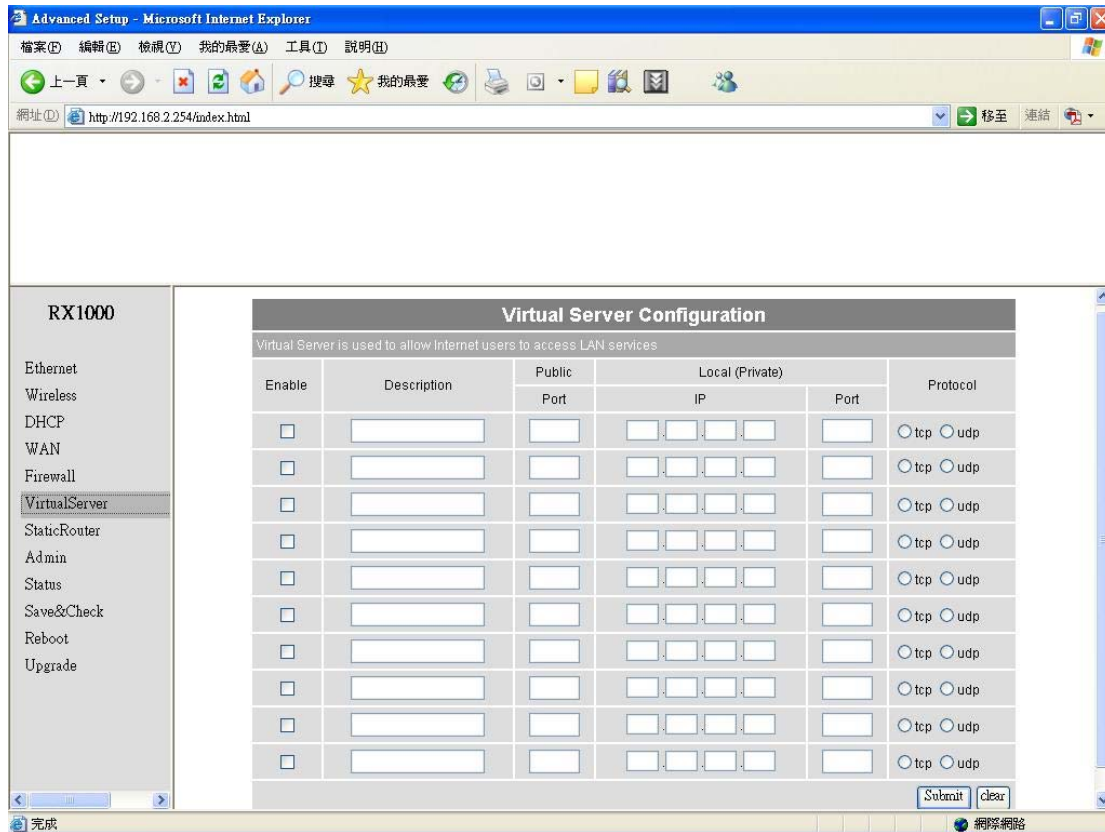 Advanced Setup - Microsoft Internet Explorer
檔案(F) 編輯(E) 檢視(V) 我的最愛(A) 工具(T) 說明(H)
上一頁 搜尋 我的最愛
網址(D) http://192.168.2.254/index.html 移至 連結
RX1000
Ethernet
Wireless
DHCP
WAN
Firewall
VirtualServer
StaticRouter
Admin
Status
Save&Check
Reboot
Upgrade
Virtual Server Configuration
Virtual Server is used to allow Internet users to access LAN services
Enable Description Public Local (Private) Protocol
Port IP Port
. . . tcp udp
. . . tcp udp
. . . tcp udp
. . . tcp udp
. . . tcp udp
. . . tcp udp
. . . tcp udp
. . . tcp udp
. . . tcp udp
. . . tcp udp
Submit clear
完成 網際網路